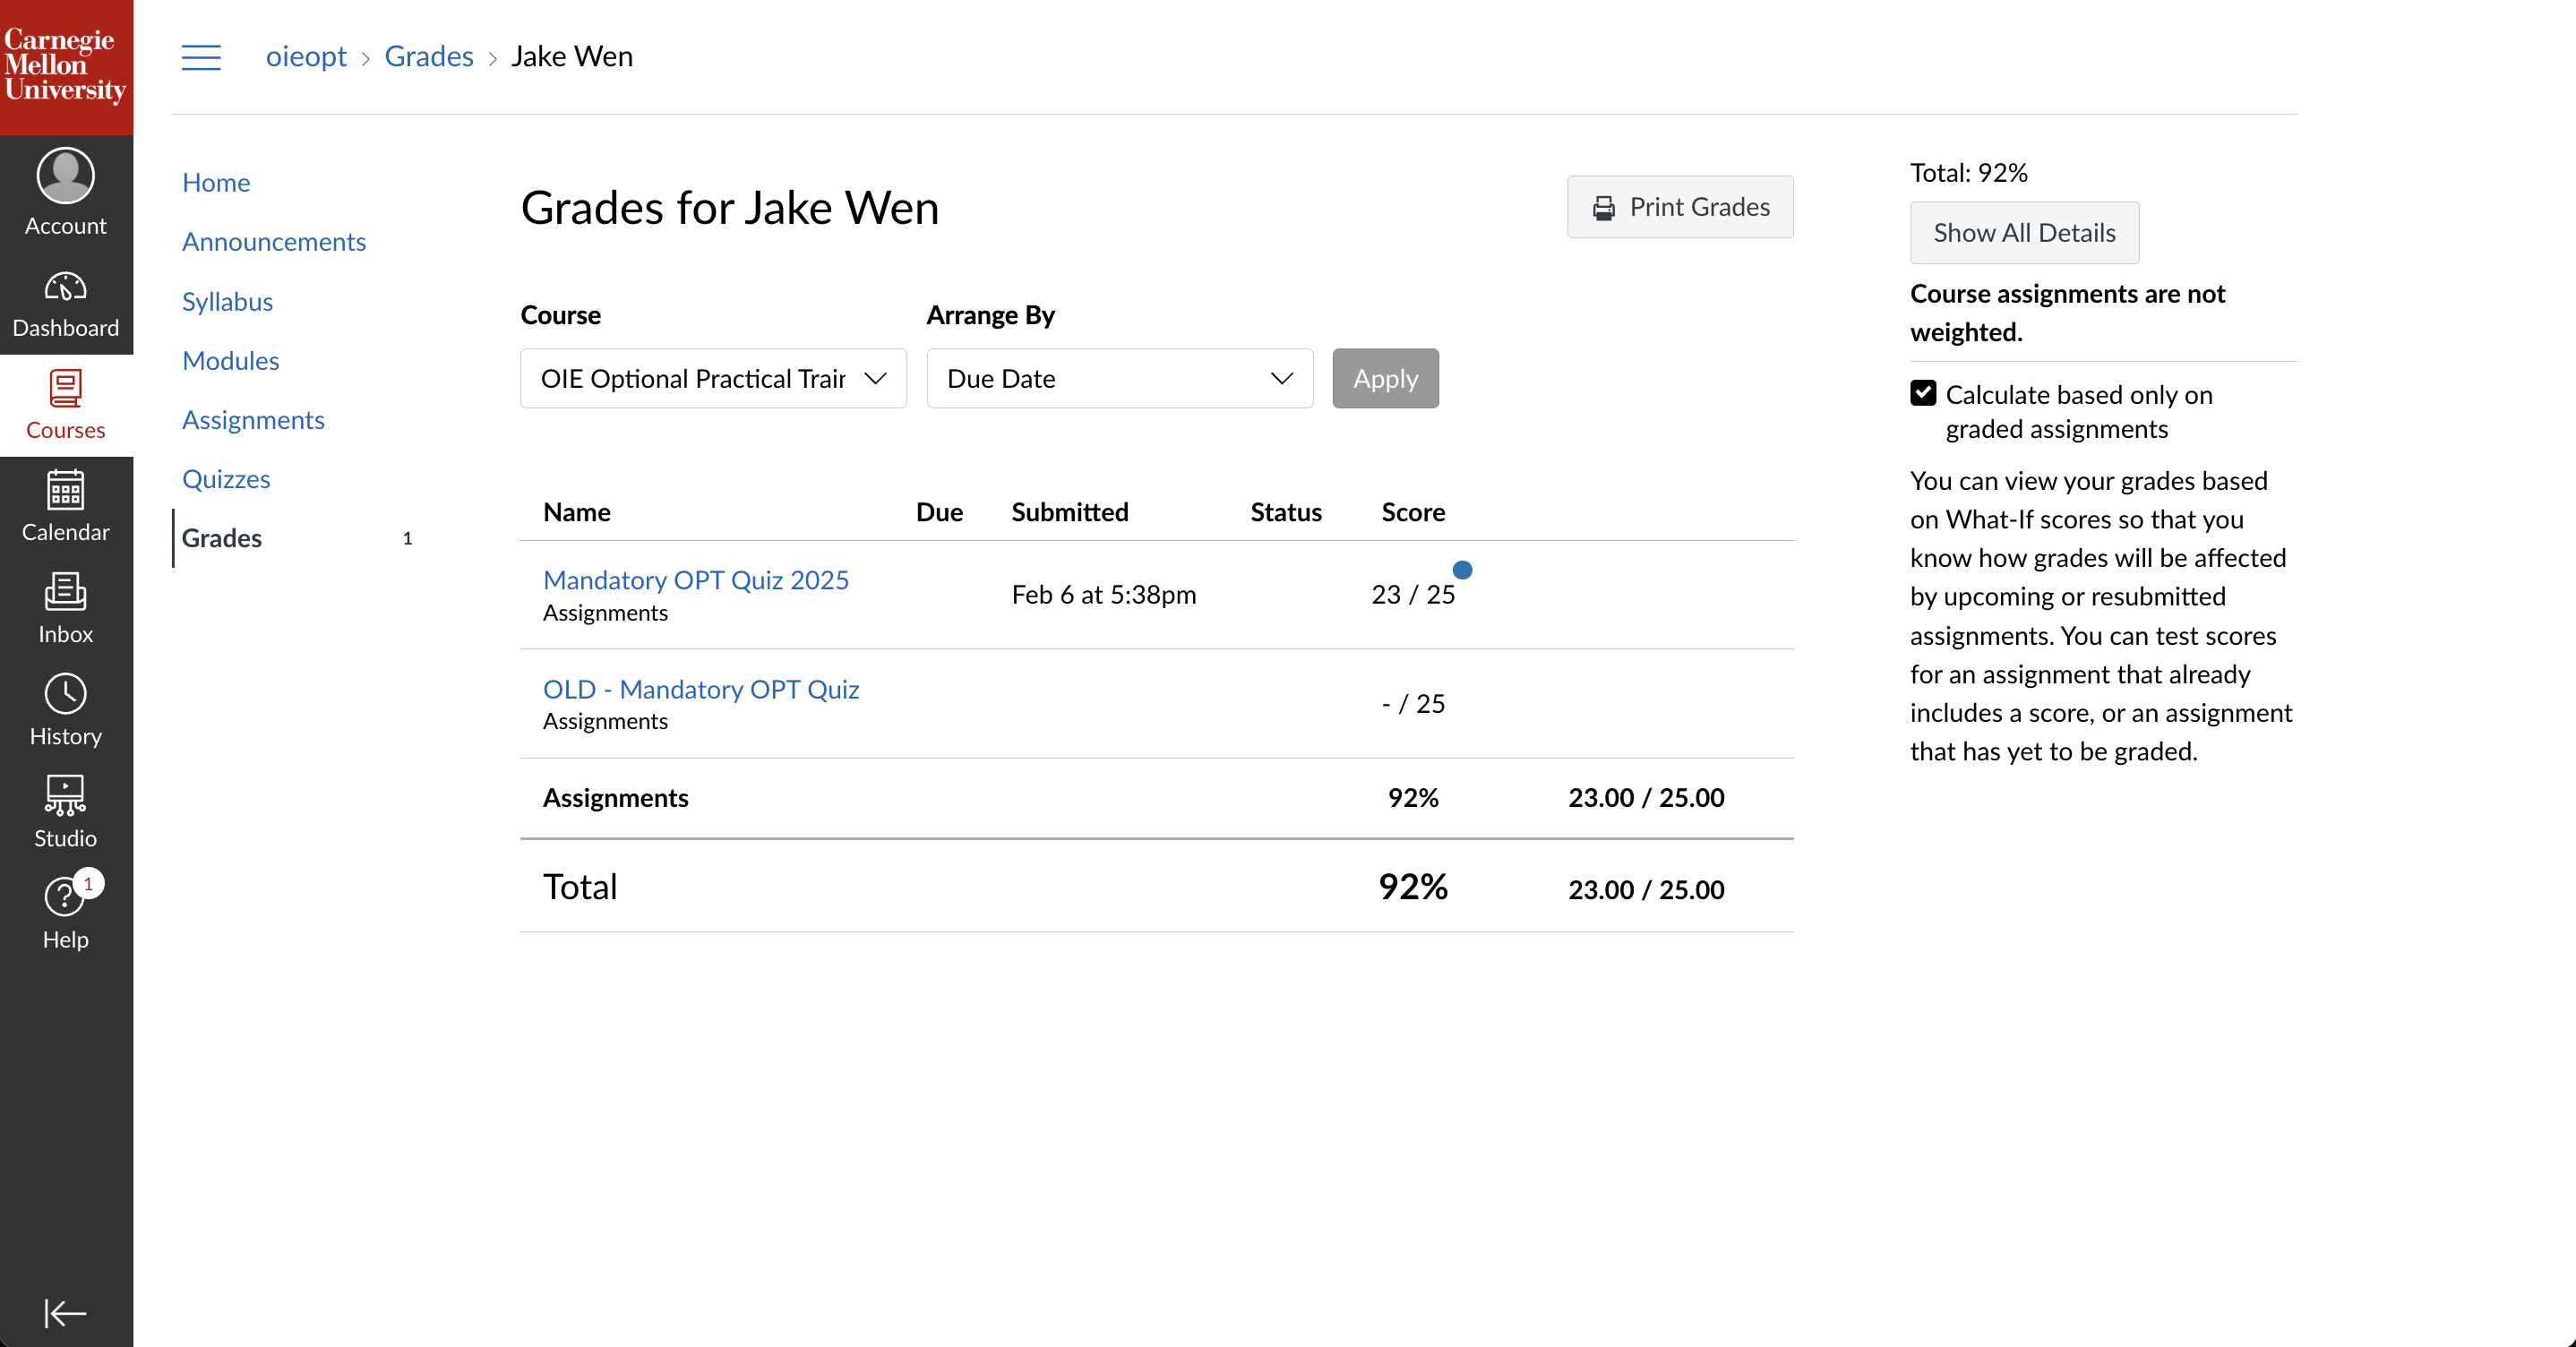 Carnegie
Mellon
University
Account
Dashboard
Courses
Calendar
Inbox
History
Studio
1
Help
oieopt > Grades > Jake Wen
Home
Announcements
Syllabus
Modules
Assignments
Quizzes
Grades 1
Grades for Jake Wen
Print Grades
Course
Arrange By
OIE Optional Practical Trair
Due Date
Apply
Name Due Submitted Status Score
Mandatory OPT Quiz 2025
Assignments
Feb 6 at 5:38pm
23 / 25
OLD - Mandatory OPT Quiz
Assignments
- / 25
Assignments 92% 23.00 / 25.00
Total 92% 23.00 / 25.00
Total: 92%
Show All Details
Course assignments are not
weighted.
Calculate based only on
graded assignments
You can view your grades based
on What-If scores so that you
know how grades will be affected
by upcoming or resubmitted
assignments. You can test scores
for an assignment that already
includes a score, or an assignment
that has yet to be graded.